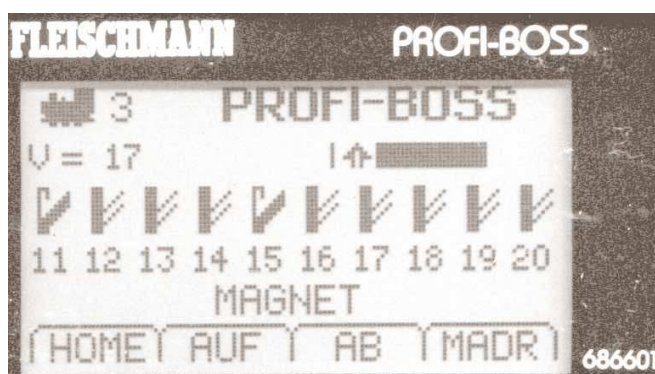 FLEISCHMANN PROFI-BOSS
3 PROFI-BOSS
V = 17
11 12 13 14 15 16 17 18 19 20
MAGNET
HOME AUF AB MADR
686601